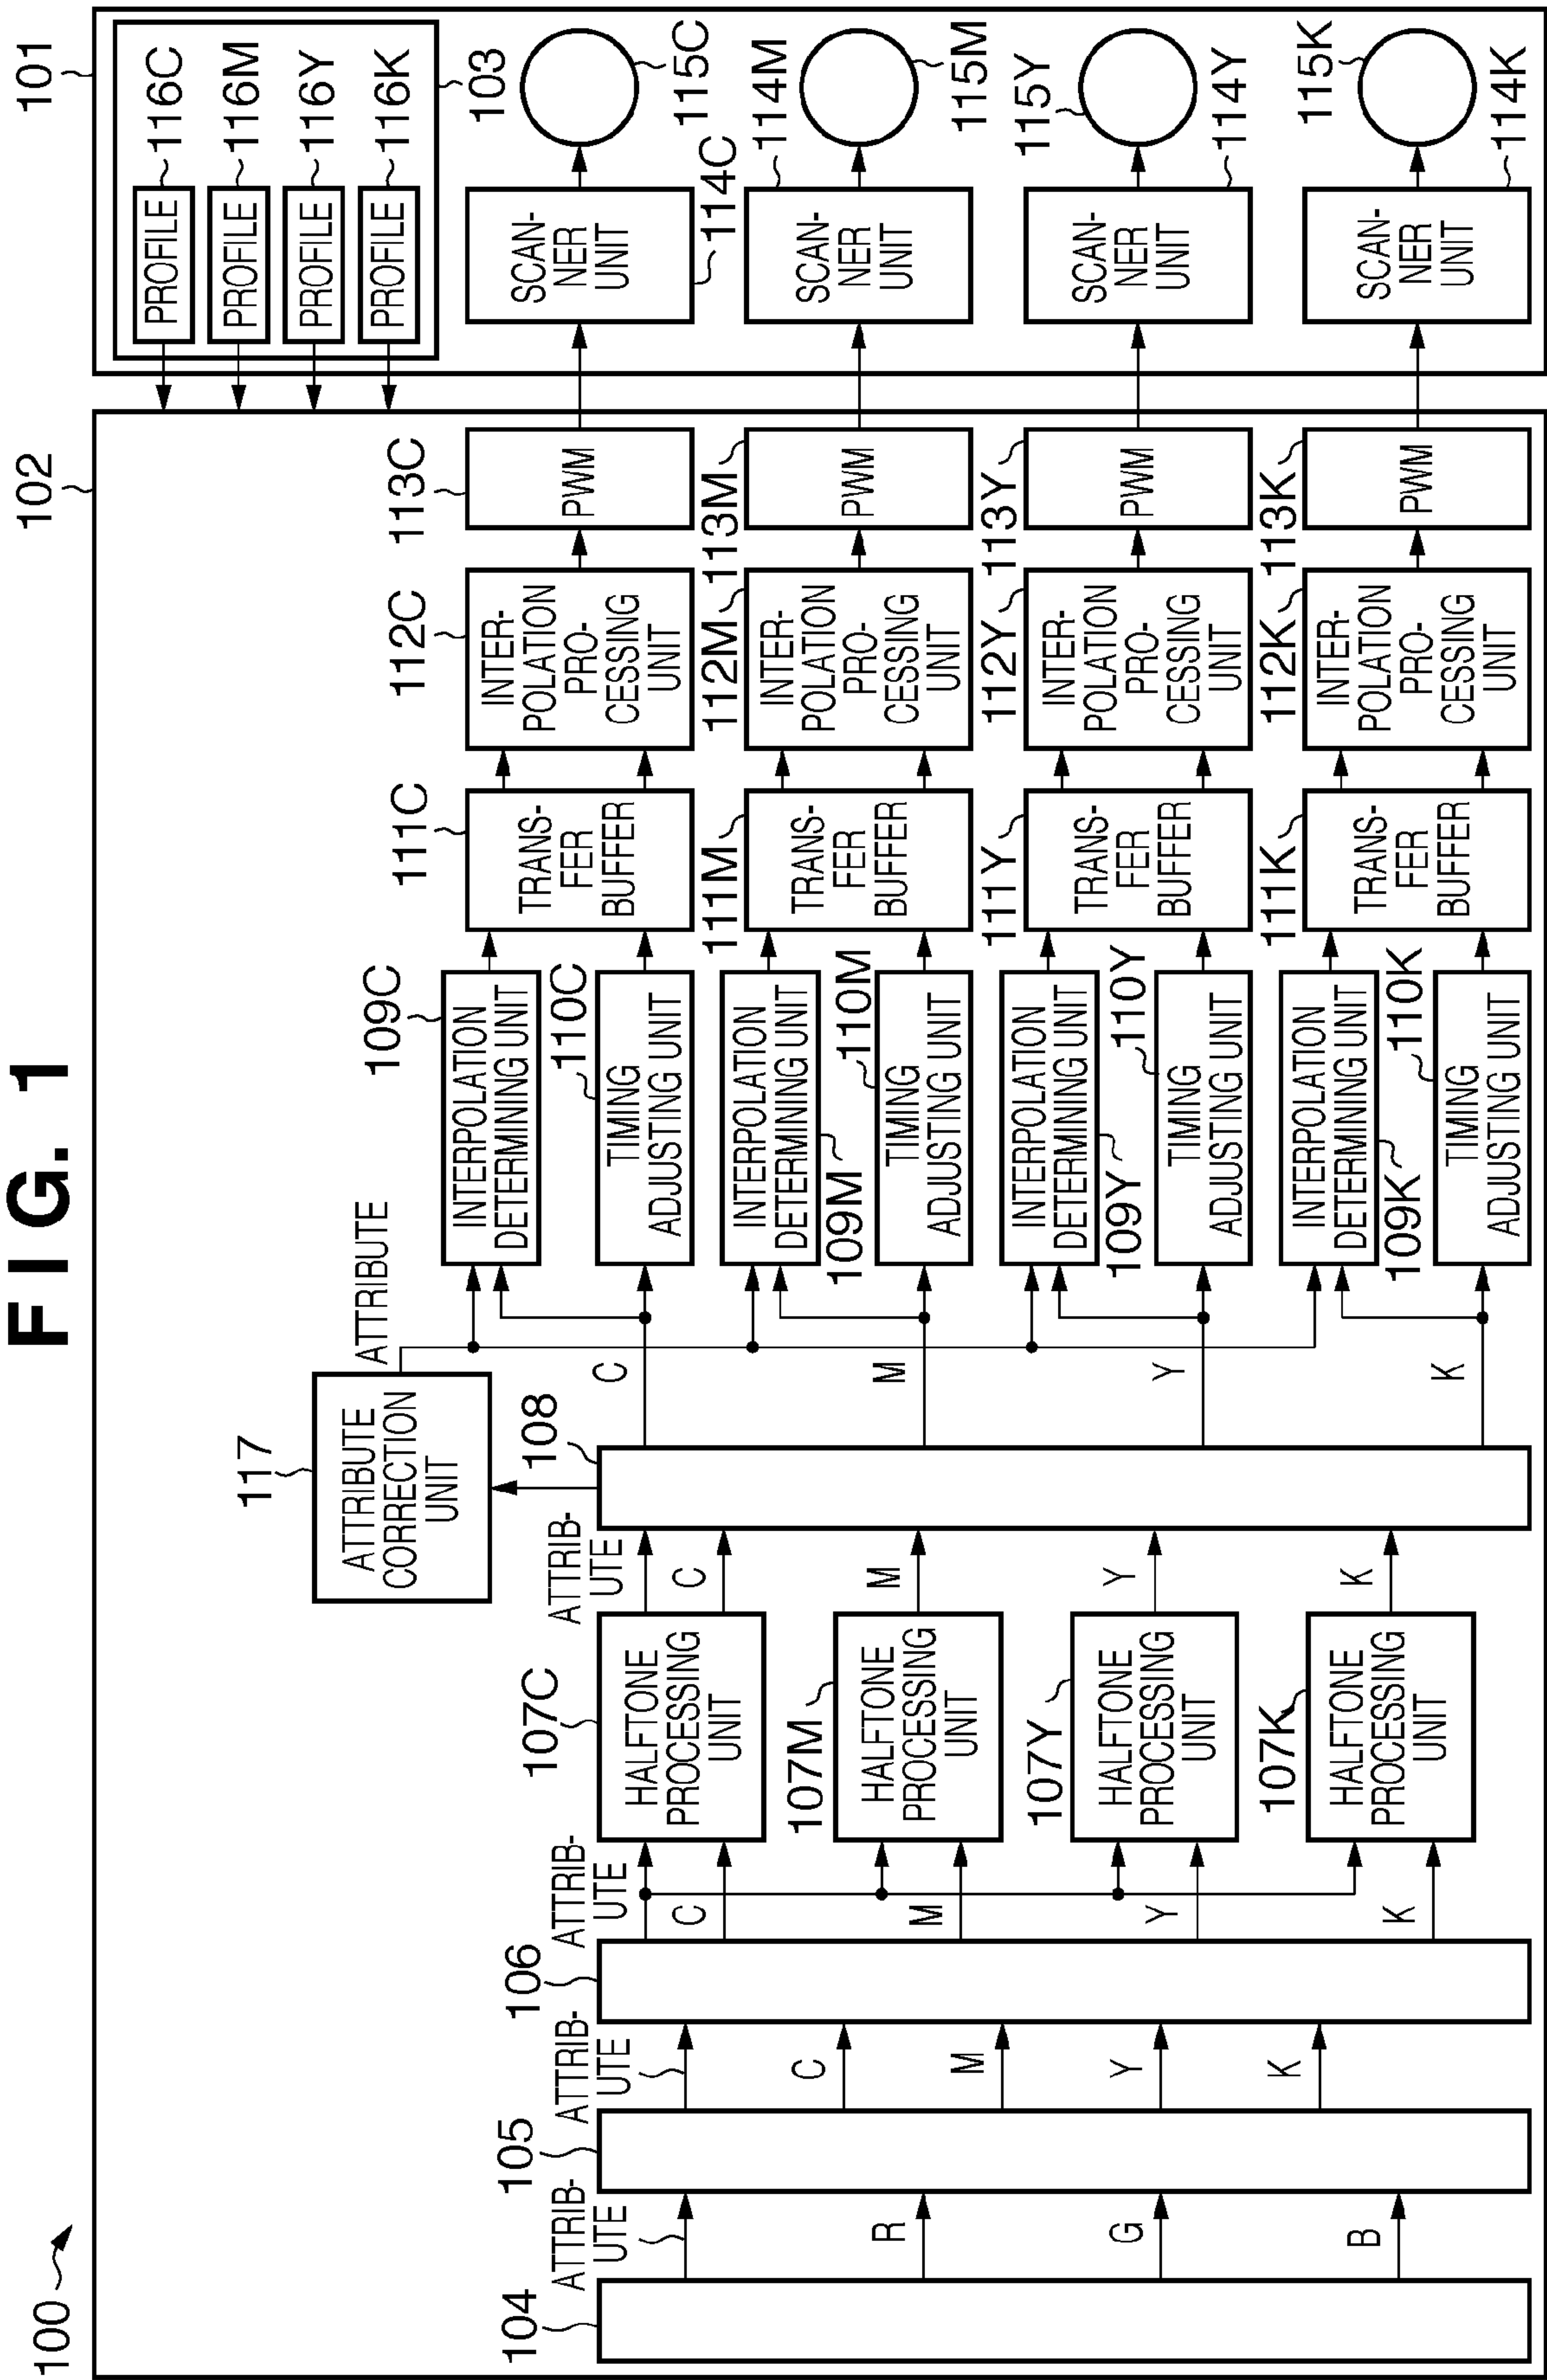 FIG. 1
100
102
101
104
ATTRIB-
UTE
R
G
B
105
ATTRIB-
UTE
C
M
Y
K
106
ATTRIB-
UTE
C
M
Y
K
107C
HALFTONE
PROCESSING
UNIT
107M
HALFTONE
PROCESSING
UNIT
107Y
HALFTONE
PROCESSING
UNIT
107K
HALFTONE
PROCESSING
UNIT
ATTRIB-
UTE
C
M
Y
K
108
117
ATTRIBUTE
CORRECTION
UNIT
ATTRIBUTE
C
M
Y
K
109C
INTERPOLATION
DETERMINING UNIT
110C
TIMING
ADJUSTING UNIT
INTERPOLATION
DETERMINING UNIT
109M
110M
TIMING
ADJUSTING UNIT
INTERPOLATION
DETERMINING UNIT
109Y
110Y
TIMING
ADJUSTING UNIT
INTERPOLATION
DETERMINING UNIT
109K
110K
TIMING
ADJUSTING UNIT
111C
TRANS-
FER
BUFFER
111M
TRANS-
FER
BUFFER
111Y
TRANS-
FER
BUFFER
111K
TRANS-
FER
BUFFER
112C
INTER-
POLATION
PRO-
CESSING
UNIT
112M
INTER-
POLATION
PRO-
CESSING
UNIT
112Y
INTER-
POLATION
PRO-
CESSING
UNIT
112K
INTER-
POLATION
PRO-
CESSING
UNIT
113C
PWM
113M
PWM
113Y
PWM
113K
PWM
PROFILE
116C
PROFILE
116M
PROFILE
116Y
PROFILE
116K
103
SCAN-
NER
UNIT
114C
115C
SCAN-
NER
UNIT
114M
115M
SCAN-
NER
UNIT
114Y
115Y
SCAN-
NER
UNIT
114K
115K